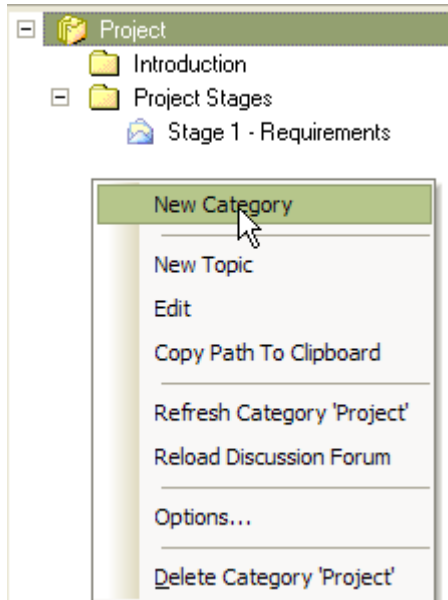 Project
Introduction
Project Stages
Stage 1 - Requirements
New Category
New Topic
Edit
Copy Path To Clipboard
Refresh Category 'Project'
Reload Discussion Forum
Options...
Delete Category 'Project'